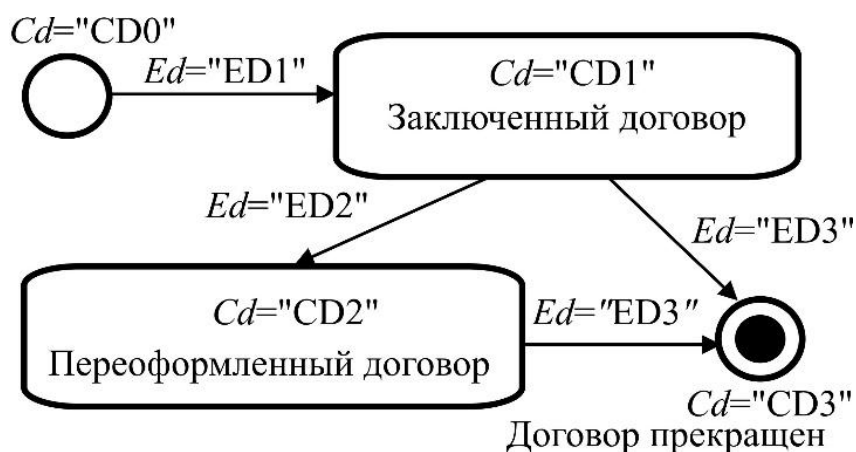 Cd="CD0"
Ed="ED1"
Cd="CD1"
Заключенный договор
Ed="ED2"
Ed="ED3"
Cd="CD2"
Переоформленный договор
Ed="ED3"
Cd="CD3"
Договор прекращен